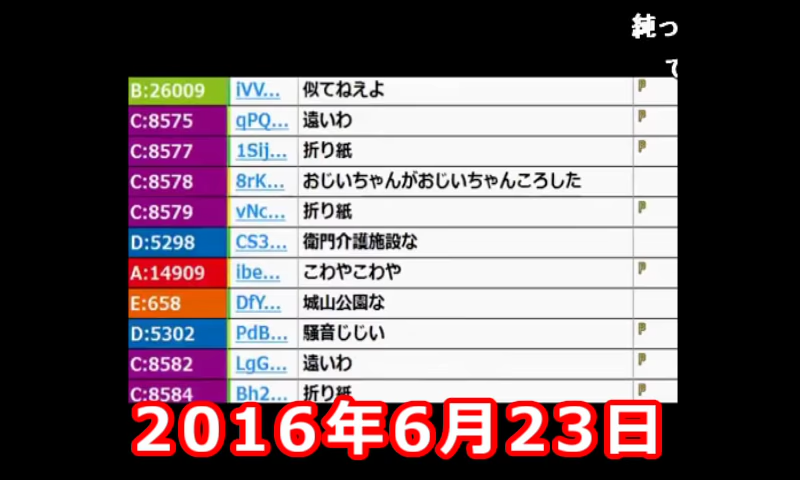 純っ
て
B:26009 iVV... 似てねえよ P
C:8575 qPQ... 遠いわ P
C:8577 1Sij... 折り紙 P
C:8578 8rK... おじいちゃんがおじいちゃんころした
C:8579 vNc... 折り紙 P
D:5298 CS3... 衛門介護施設な
A:14909 ibe... こわやこわや P
E:658 DfY... 城山公園な
D:5302 PdB... 騒音じじい P
C:8582 LgG... 遠いわ P
C:8584 Bh2... 折り紙 P
2016年6月23日